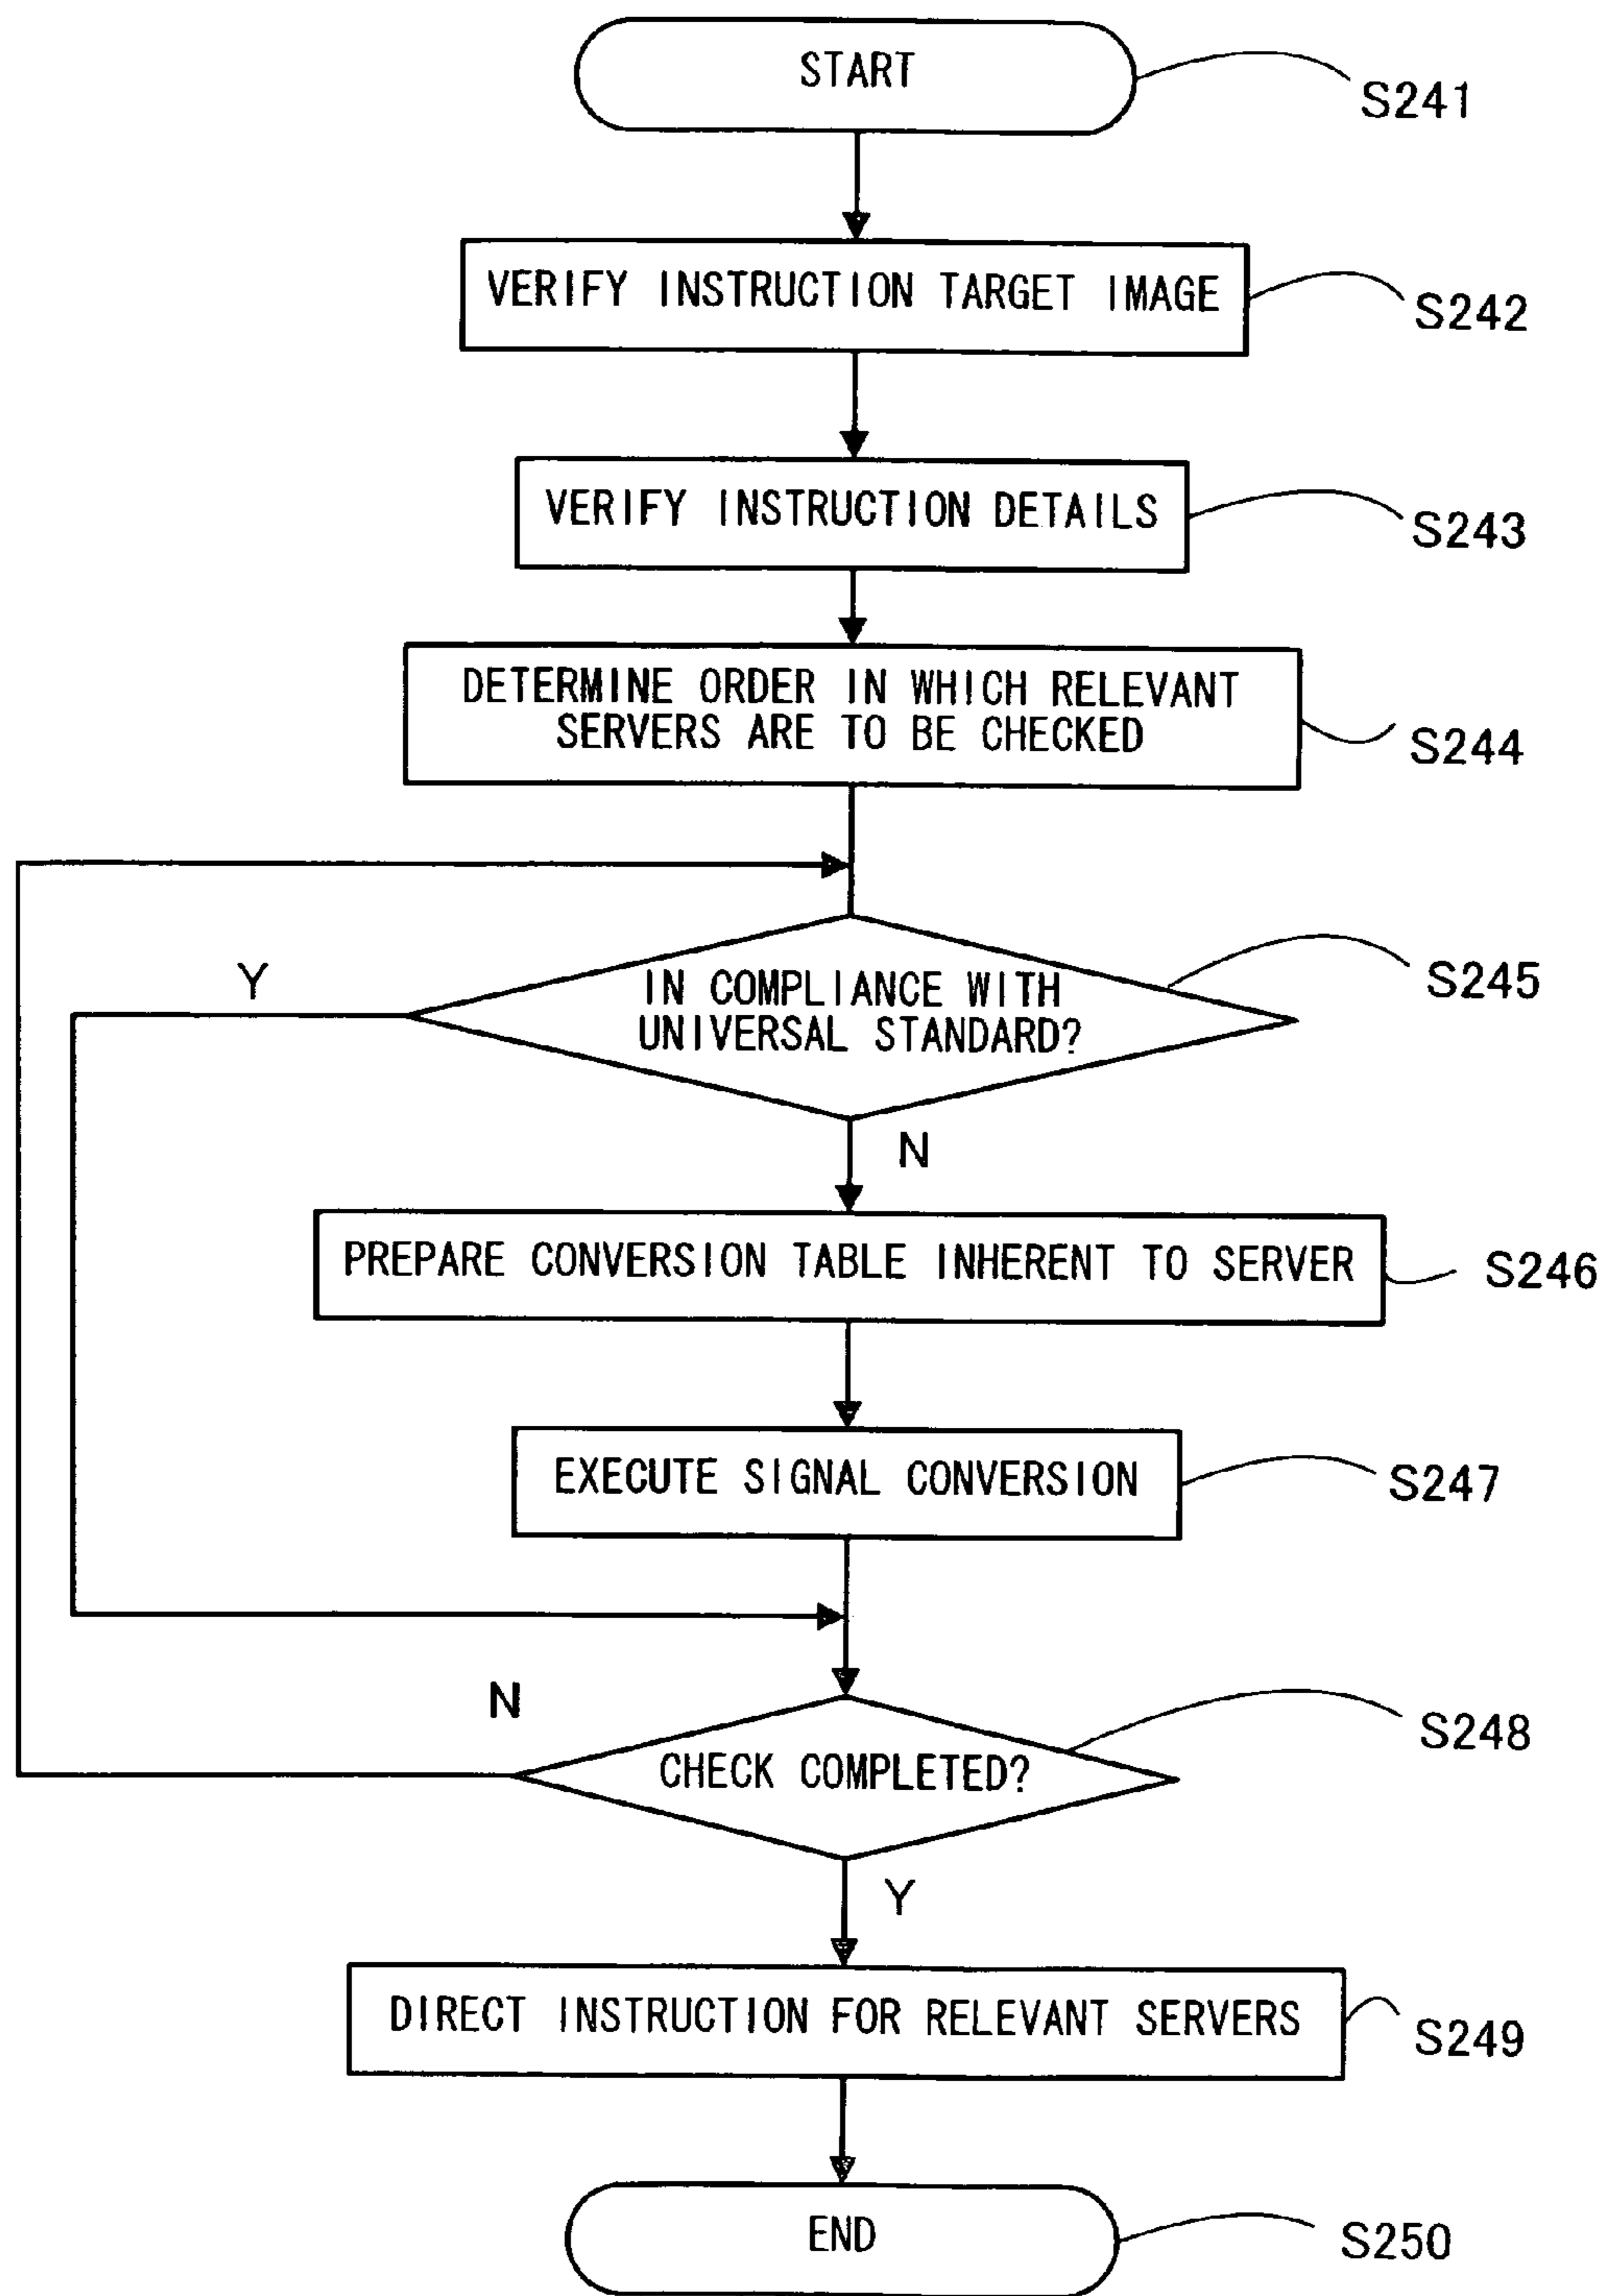 START
S241
VERIFY INSTRUCTION TARGET IMAGE
S242
VERIFY INSTRUCTION DETAILS
S243
DETERMINE ORDER IN WHICH RELEVANT
SERVERS ARE TO BE CHECKED
S244
Y
IN COMPLIANCE WITH
UNIVERSAL STANDARD?
S245
N
PREPARE CONVERSION TABLE INHERENT TO SERVER
S246
EXECUTE SIGNAL CONVERSION
S247
N
CHECK COMPLETED?
S248
Y
DIRECT INSTRUCTION FOR RELEVANT SERVERS
S249
END
S250